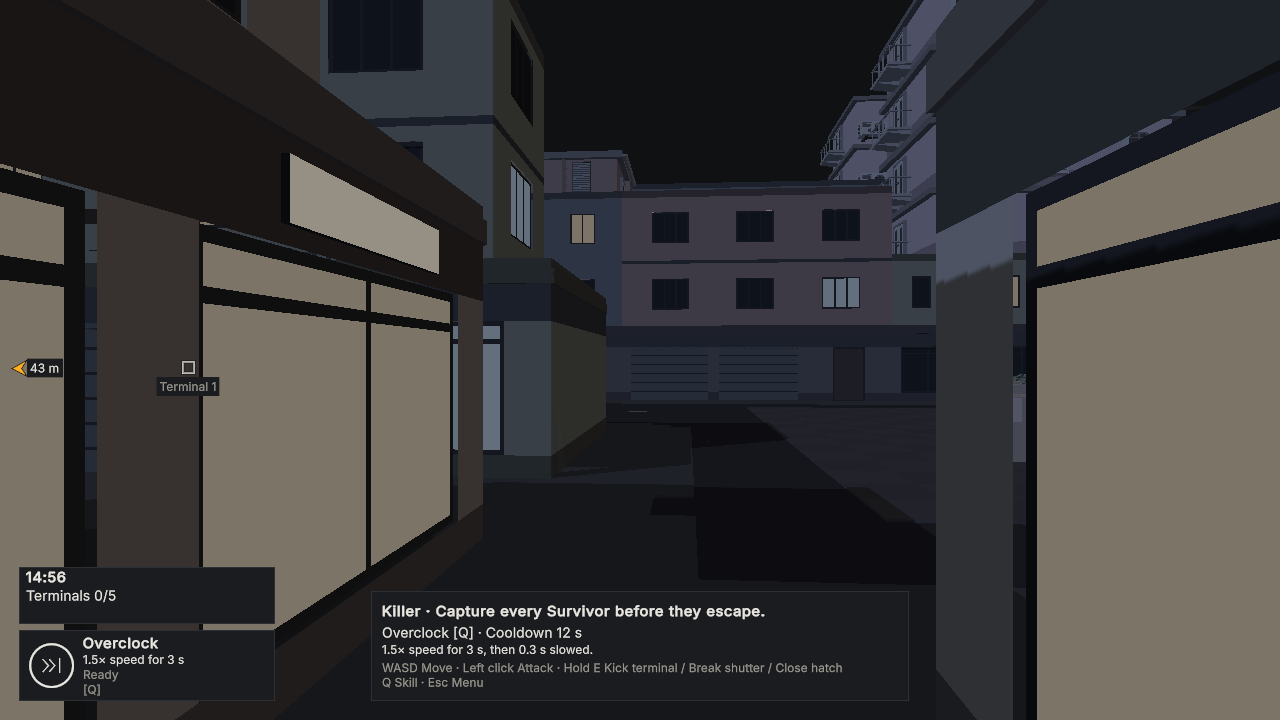 43 m
Terminal 1
14:56
Terminals 0/5
Overclock
1.5× speed for 3 s
Ready
[Q]
Killer · Capture every Survivor before they escape.
Overclock [Q] · Cooldown 12 s
1.5× speed for 3 s, then 0.3 s slowed.
WASD Move · Left click Attack · Hold E Kick terminal / Break shutter / Close hatch
Q Skill · Esc Menu